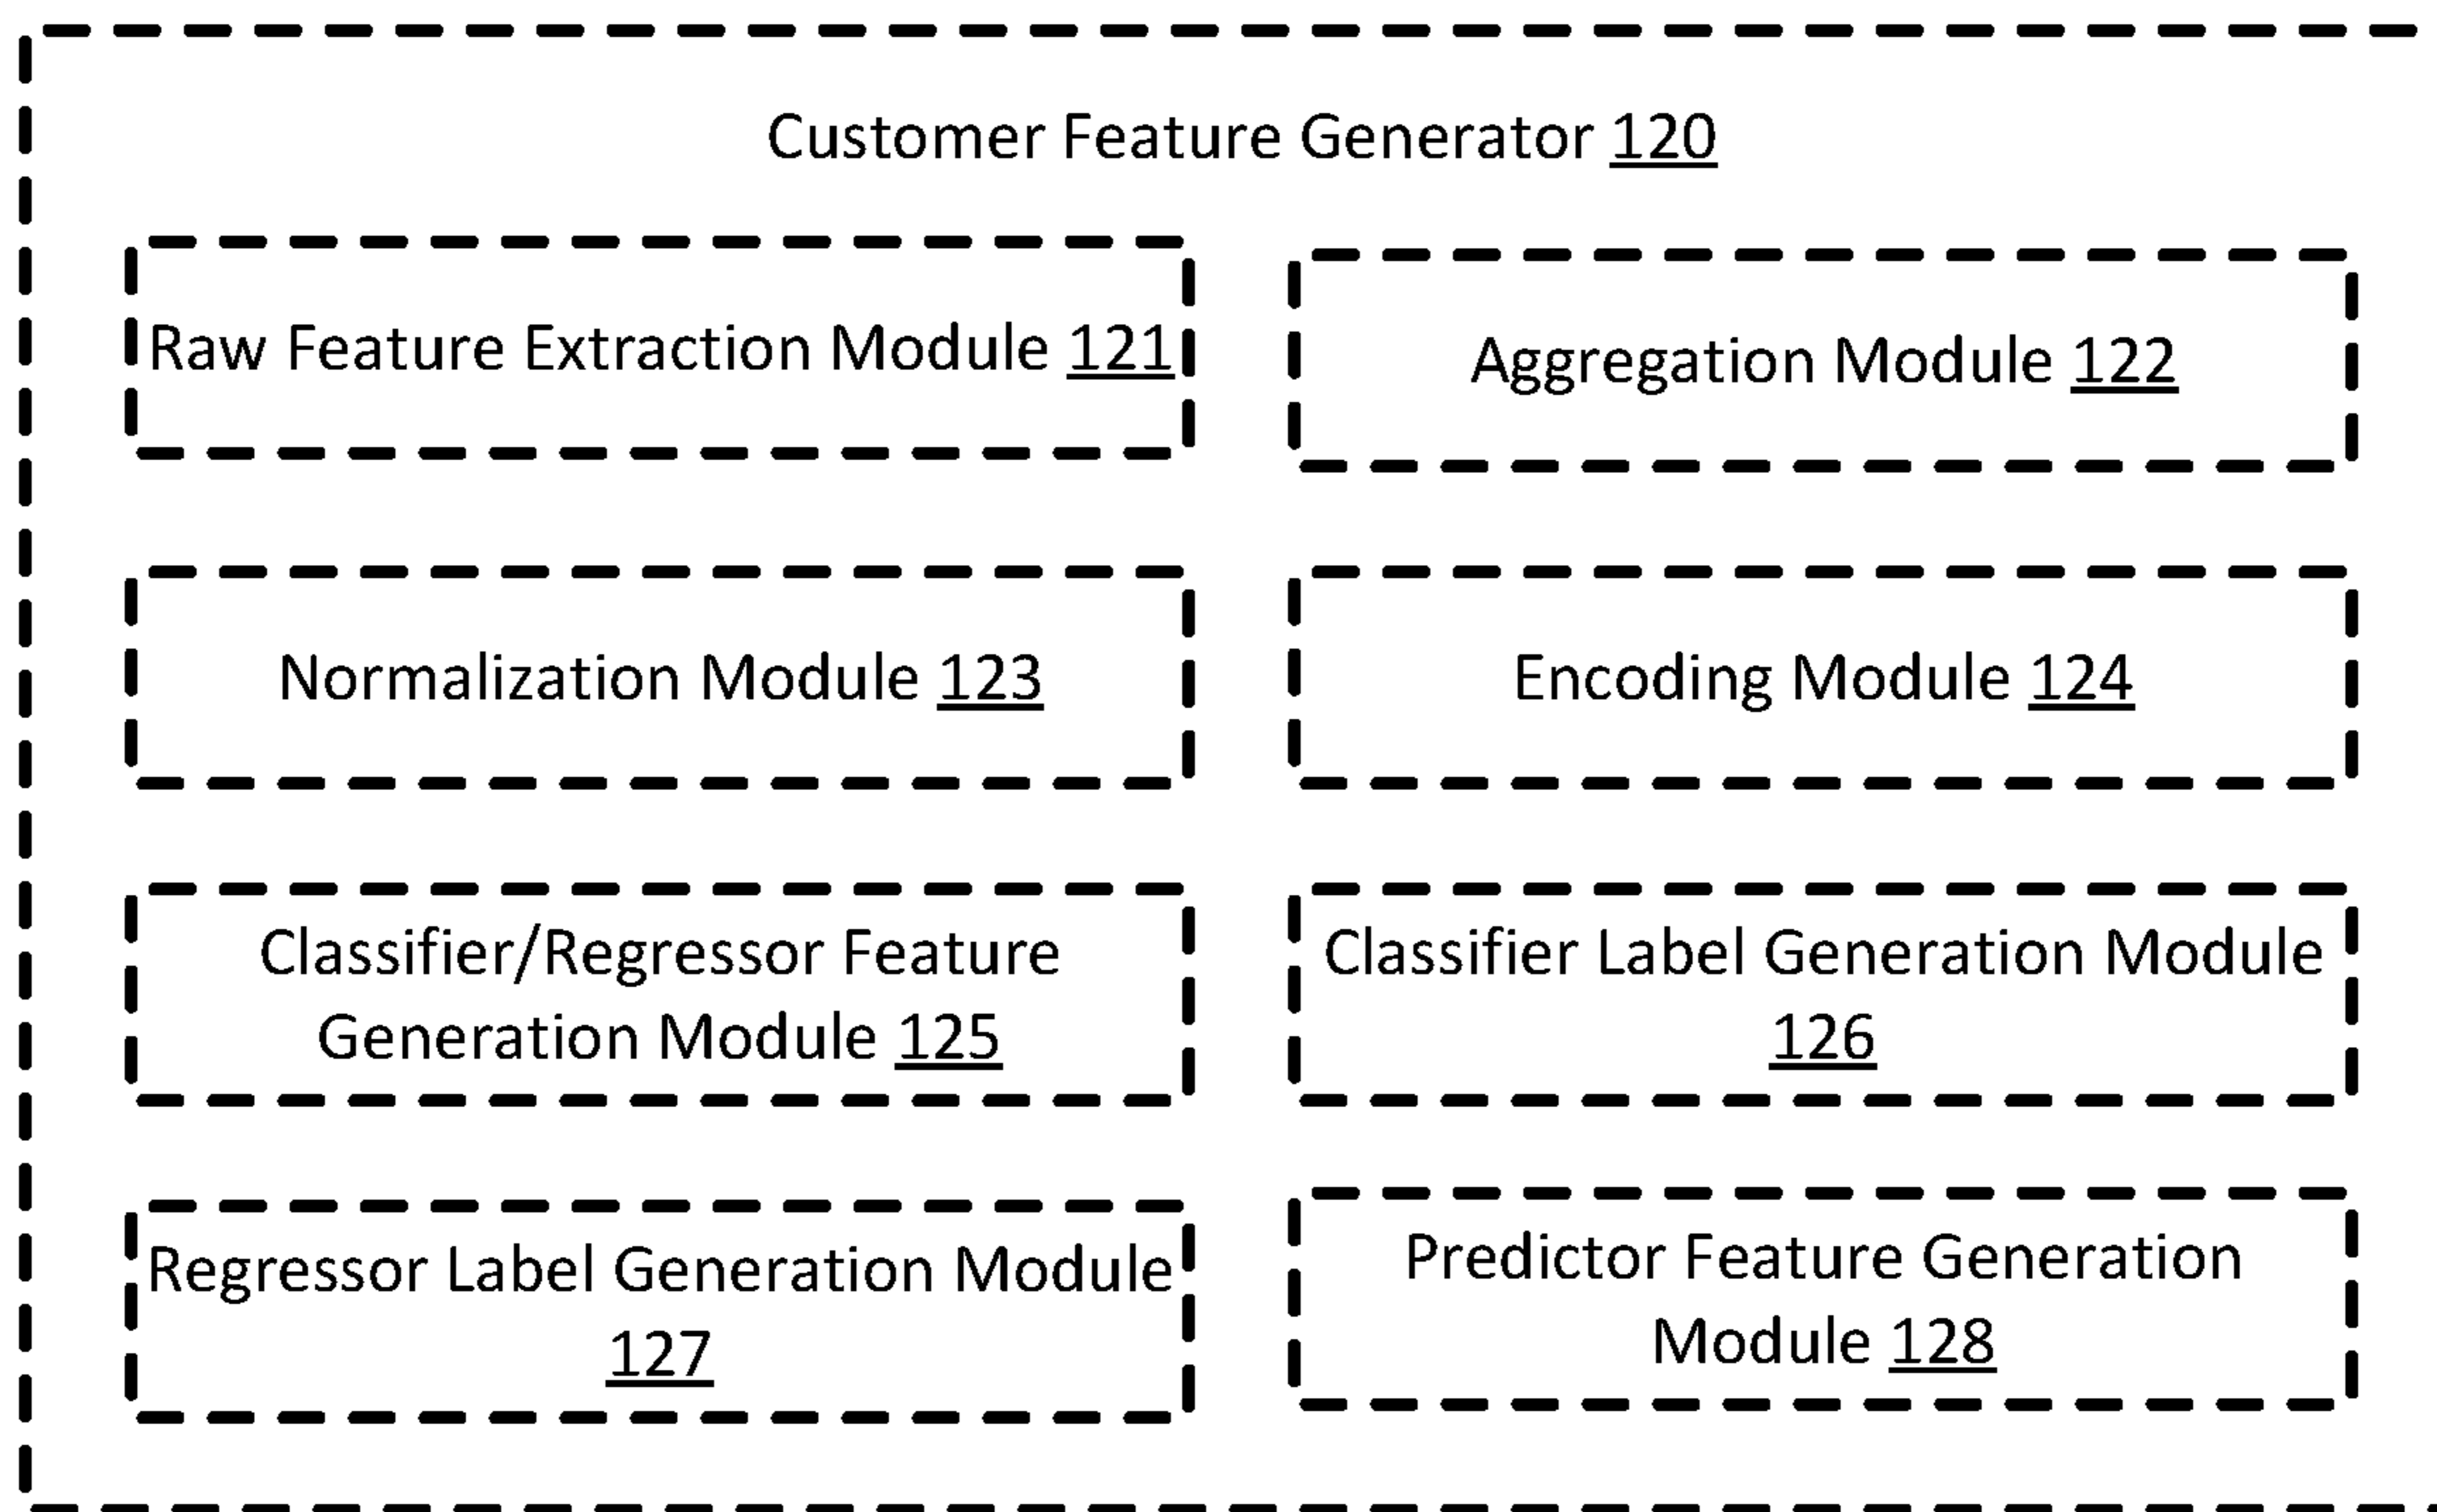 Customer Feature Generator 120
Raw Feature Extraction Module 121
Aggregation Module 122
Normalization Module 123
Encoding Module 124
Classifier/Regressor Feature
Generation Module 125
Classifier Label Generation Module
126
Regressor Label Generation Module
127
Predictor Feature Generation
Module 128